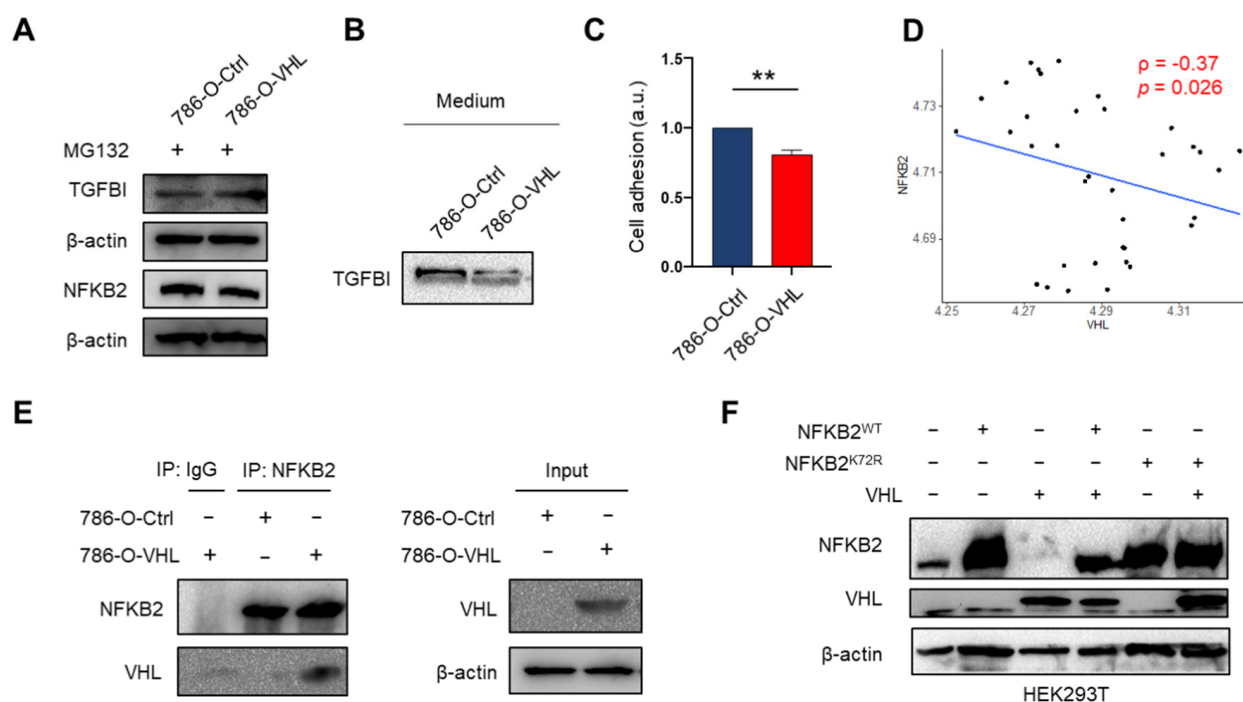 A
786-O-Ctrl
786-O-VHL
MG132 + +
TGFBI
β-actin
NFKB2
β-actin
B
Medium
786-O-Ctrl
786-O-VHL
TGFBI
C
Cell adhesion (a.u.)
1.5
1.0
0.5
0.0
**
786-O-Ctrl
786-O-VHL
D
ρ = -0.37
p = 0.026
NFKB2
4.73
4.71
4.69
4.25 4.27 4.29 4.31
VHL
E
IP: IgG IP: NFKB2
786-O-Ctrl – + –
786-O-VHL + – +
NFKB2
VHL
Input
786-O-Ctrl + –
786-O-VHL – +
VHL
β-actin
F
NFKB2WT – + – + – –
NFKB2K72R – – – – + +
VHL – – + + – +
NFKB2
VHL
β-actin
HEK293T